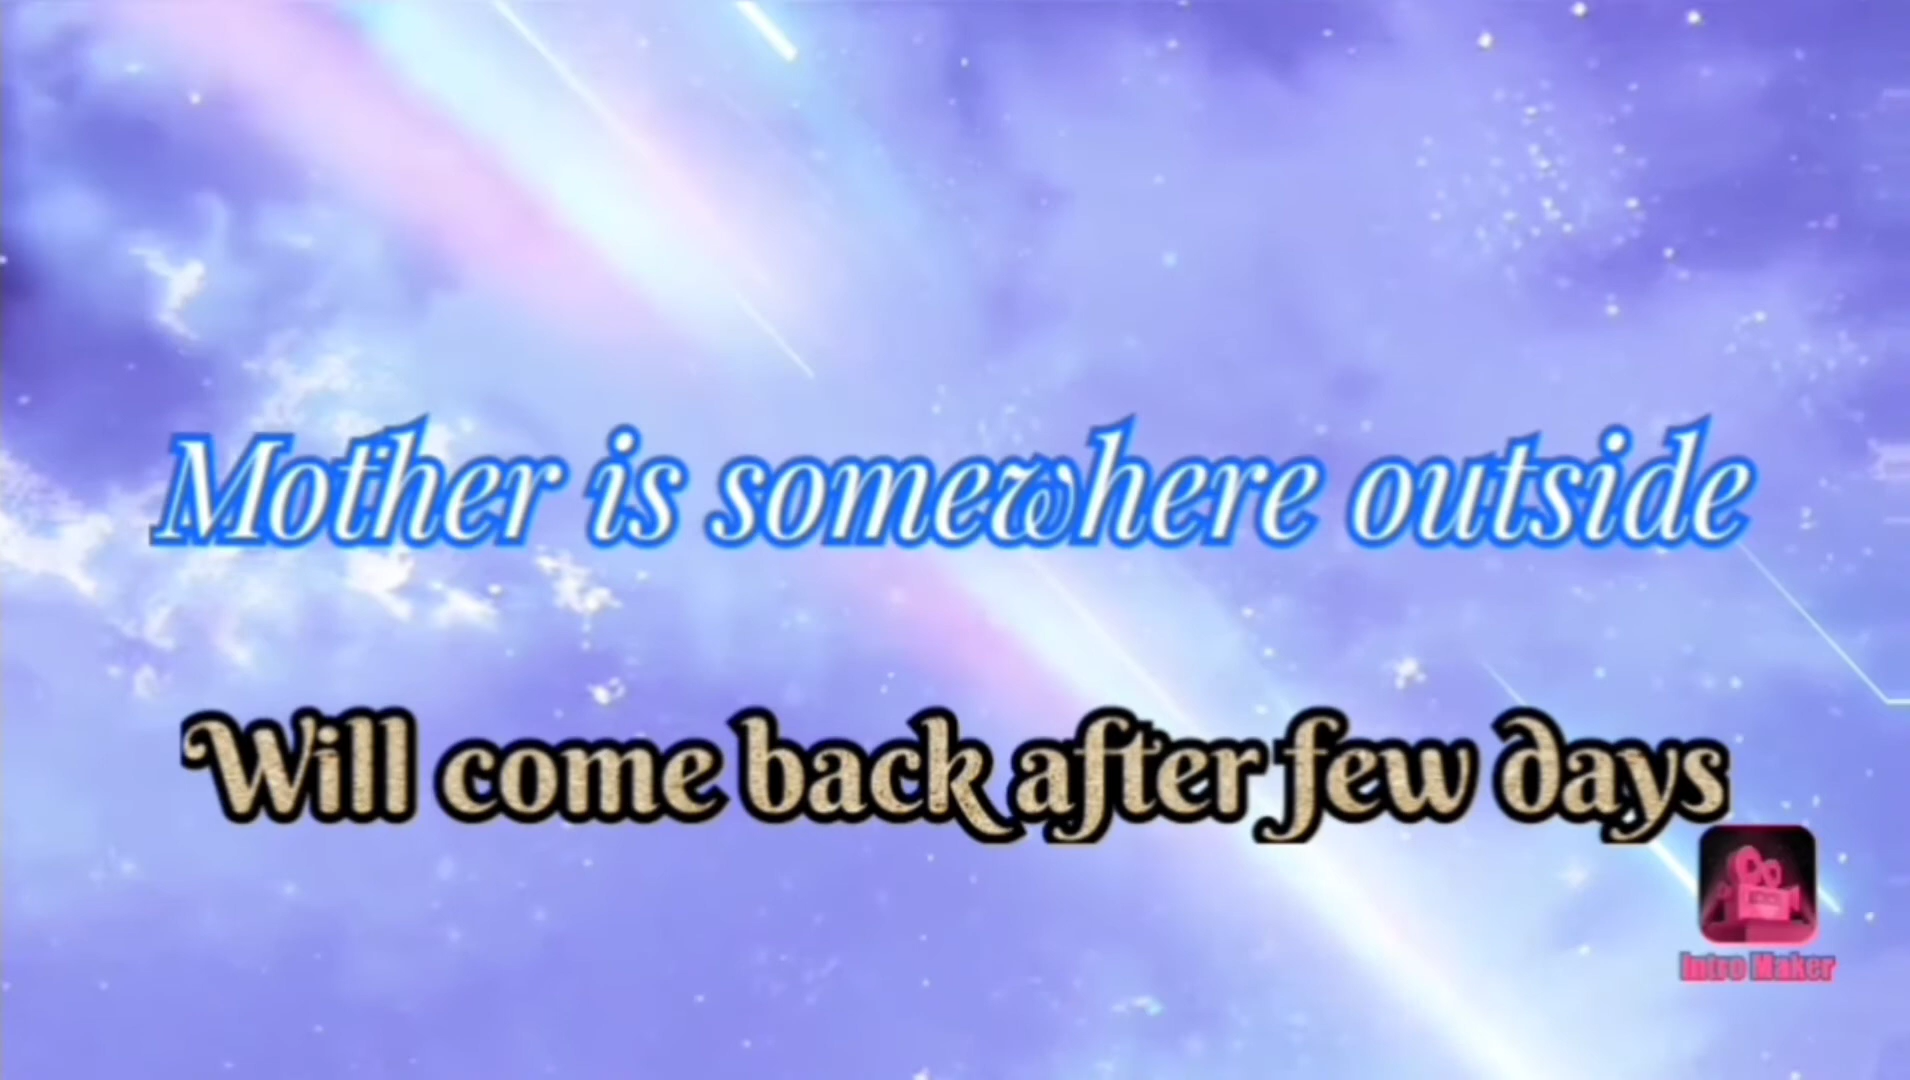 Mother is somewhere outside
Will come back after few days
Intro Maker